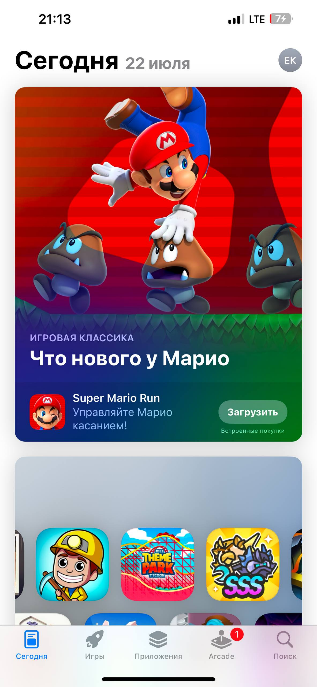 21:13
LTE
7
Сегодня 22 июля
EK
ИГРОВАЯ КЛАССИКА
Что нового у Марио
Super Mario Run
Управляйте Марио
касанием!
Загрузить
Встроенные покупки
THEME
PARK
SSS
1
Сегодня
Игры
Приложения
Arcade
Поиск